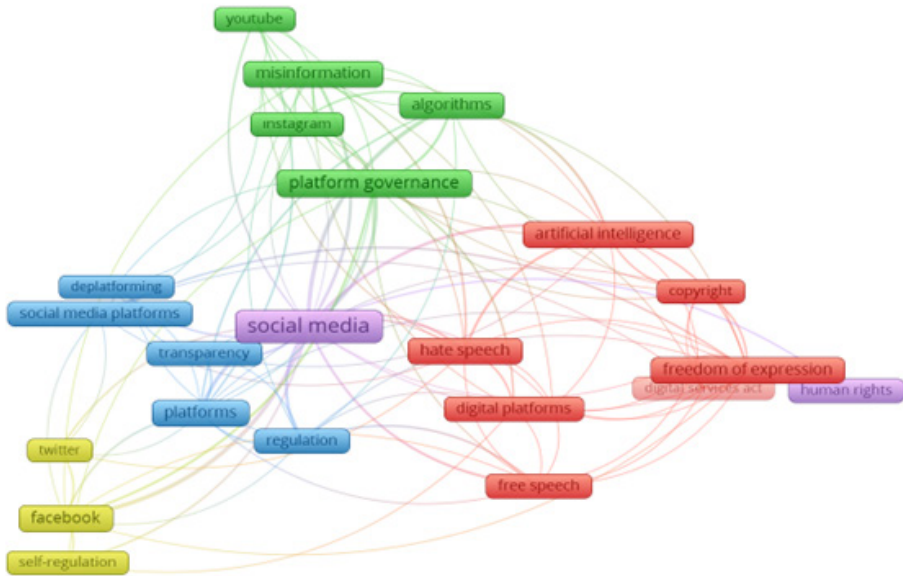 youtube
misinformation
algorithms
instagram
platform governance
artificial intelligence
deplatforming
copyright
social media platforms
social media
transparency
hate speech
freedom of expression
digital services act
human rights
platforms
digital platforms
regulation
twitter
free speech
facebook
self-regulation